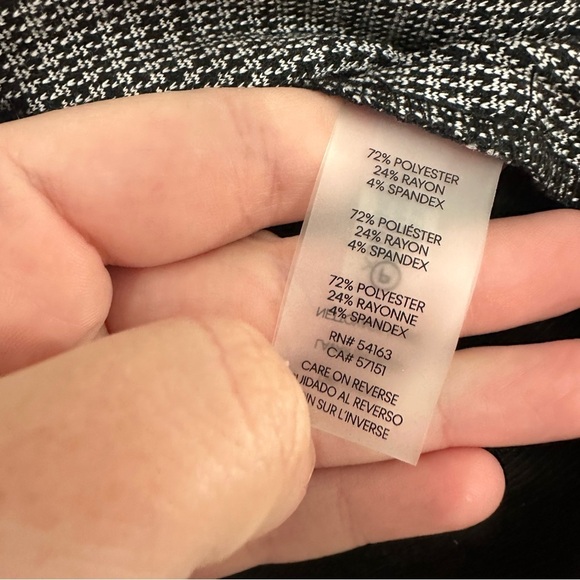 72% POLYESTER
24% RAYON
4% SPANDEX
72% POLIÉSTER
24% RAYON
4% SPANDEX
72% POLYESTER
24% RAYONNE
4% SPANDEX
RN# 54163
CA# 57151
CARE ON REVERSE
UIDADO AL REVERSO
N SUR L'INVERSE